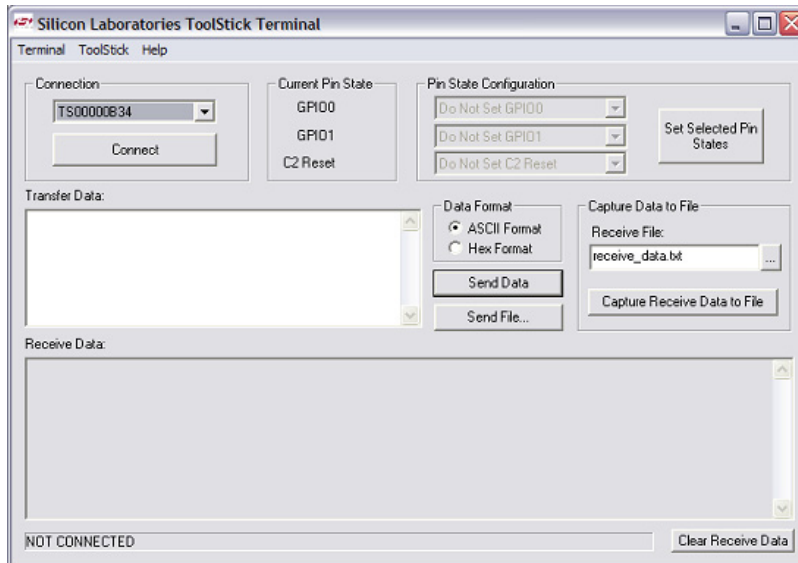 Silicon Laboratories ToolStick Terminal
Terminal ToolStick Help
Connection
TS00000B34
Connect
Current Pin State
GPIO0
GPIO1
C2 Reset
Pin State Configuration
Do Not Set GPIO0
Do Not Set GPIO1
Do Not Set C2 Reset
Set Selected Pin
States
Transfer Data:
Data Format
ASCII Format
Hex Format
Send Data
Send File...
Capture Data to File
Receive File:
receive_data.txt
...
Capture Receive Data to File
Receive Data:
NOT CONNECTED
Clear Receive Data